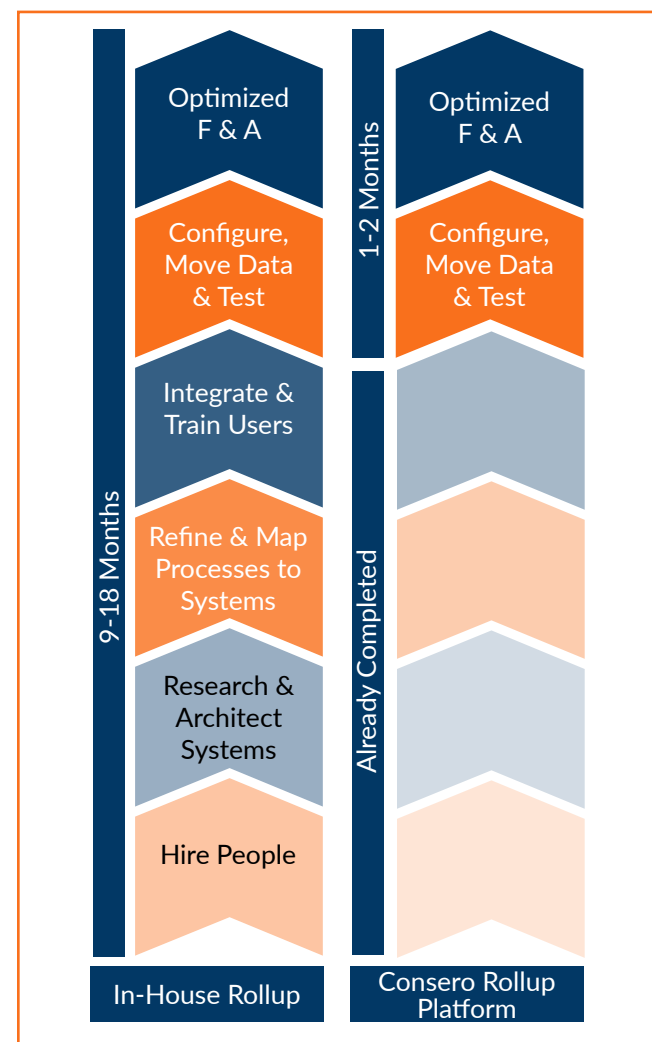 9-18 Months
Optimized
F & A
Configure,
Move Data
& Test
Integrate &
Train Users
Refine & Map
Processes to
Systems
Research &
Architect
Systems
Hire People
In-House Rollup
1-2 Months
Already Completed
Optimized
F & A
Configure,
Move Data
& Test
Consero Rollup
Platform